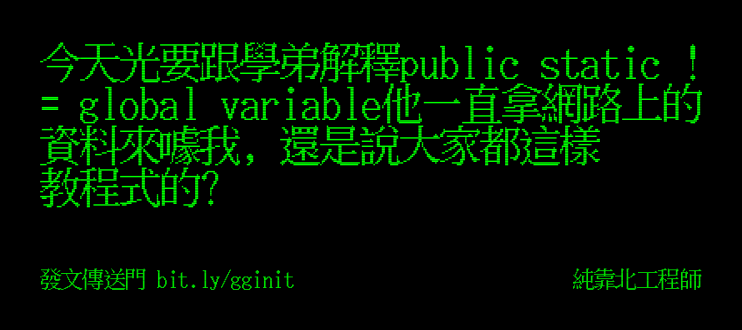 今天光要跟學弟解釋public static !
= global variable他一直拿網路上的
資料來噱我, 還是說大家都這樣
教程式的?
發文傳送門 bit.ly/gginit
純靠北工程師